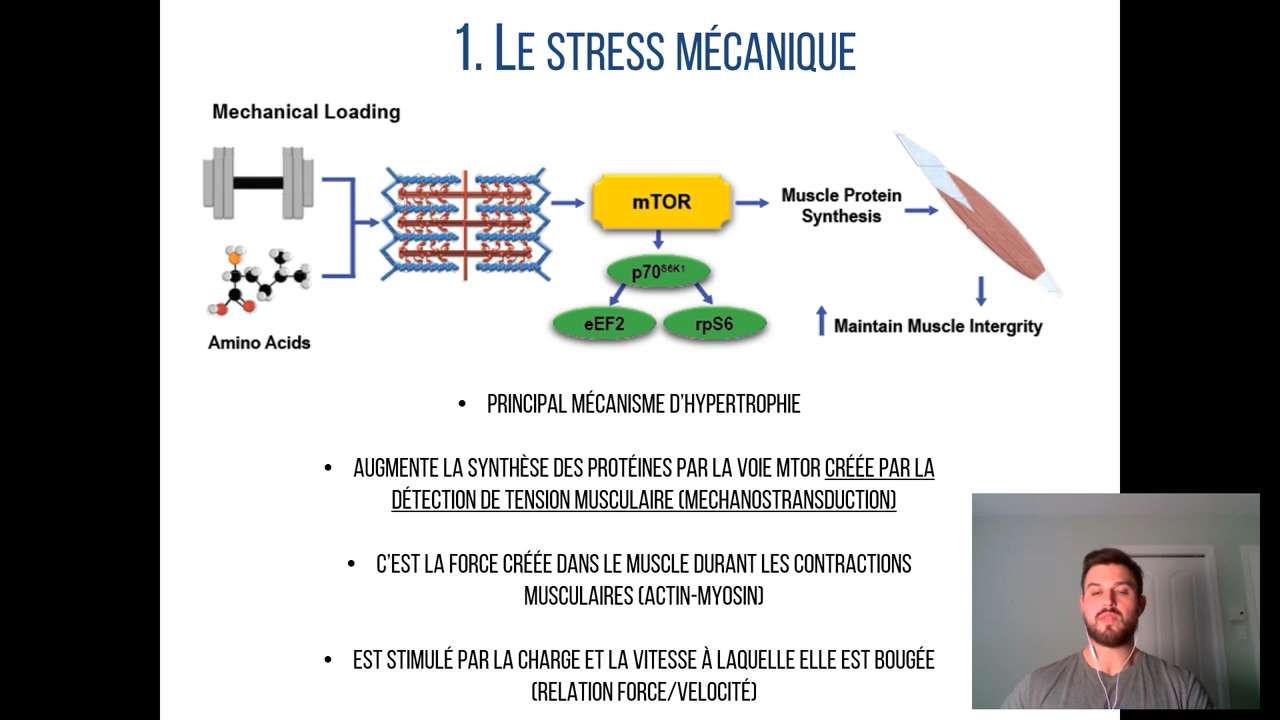 1. LE STRESS MÉCANIQUE
Mechanical Loading
mTOR
Muscle Protein
Synthesis
p70S6K1
eEF2
rpS6
Maintain Muscle Intergrity
Amino Acids
• PRINCIPAL MÉCANISME D'HYPERTROPHIE
• AUGMENTE LA SYNTHÈSE DES PROTÉINES PAR LA VOIE MTOR CRÉÉE PAR LA
DÉTECTION DE TENSION MUSCULAIRE (MECHANOSTRANSDUCTION)
• C'EST LA FORCE CRÉÉE DANS LE MUSCLE DURANT LES CONTRACTIONS
MUSCULAIRES (ACTIN-MYOSIN)
• EST STIMULÉ PAR LA CHARGE ET LA VITESSE À LAQUELLE ELLE EST BOUGÉE
(RELATION FORCE/VELOCITÉ)